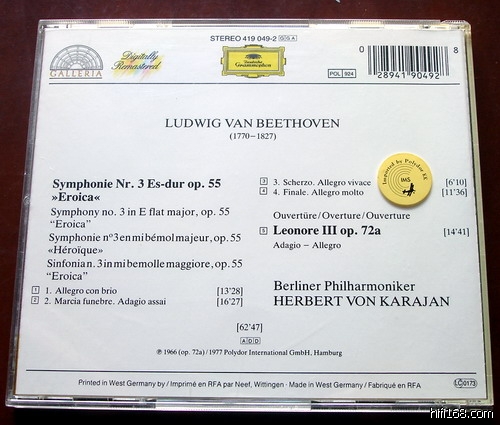 STEREO 419 049-2 GSA
GALLERIA
Digitally
Remastered
Deutsche
Grammophon
POL 924
0 28941 90492 8
LUDWIG VAN BEETHOVEN
(1770–1827)
Symphonie Nr. 3 Es-dur op. 55
»Eroica«
Symphony no. 3 in E flat major, op. 55
“Eroica”
Symphonie nº 3 en mi bémol majeur, op. 55
«Héroïque»
Sinfonia n. 3 in mi bemolle maggiore, op. 55
“Eroica”
1 1. Allegro con brio [13'28]
2 2. Marcia funebre. Adagio assai [16'27]
3 3. Scherzo. Allegro vivace [6'10]
4 4. Finale. Allegro molto [11'36]
Imported by Polydor KK
IMS
Ouvertüre/Overture/Ouverture
5 Leonore III op. 72a [14'41]
Adagio – Allegro
Berliner Philharmoniker
HERBERT VON KARAJAN
[62'47]
ADD
℗ 1966 (op. 72a) / 1977 Polydor International GmbH, Hamburg
Printed in West Germany by / Imprimé en RFA par Neef, Wittingen · Made in West Germany / Fabriqué en RFA
LC 0173
hifi168.com